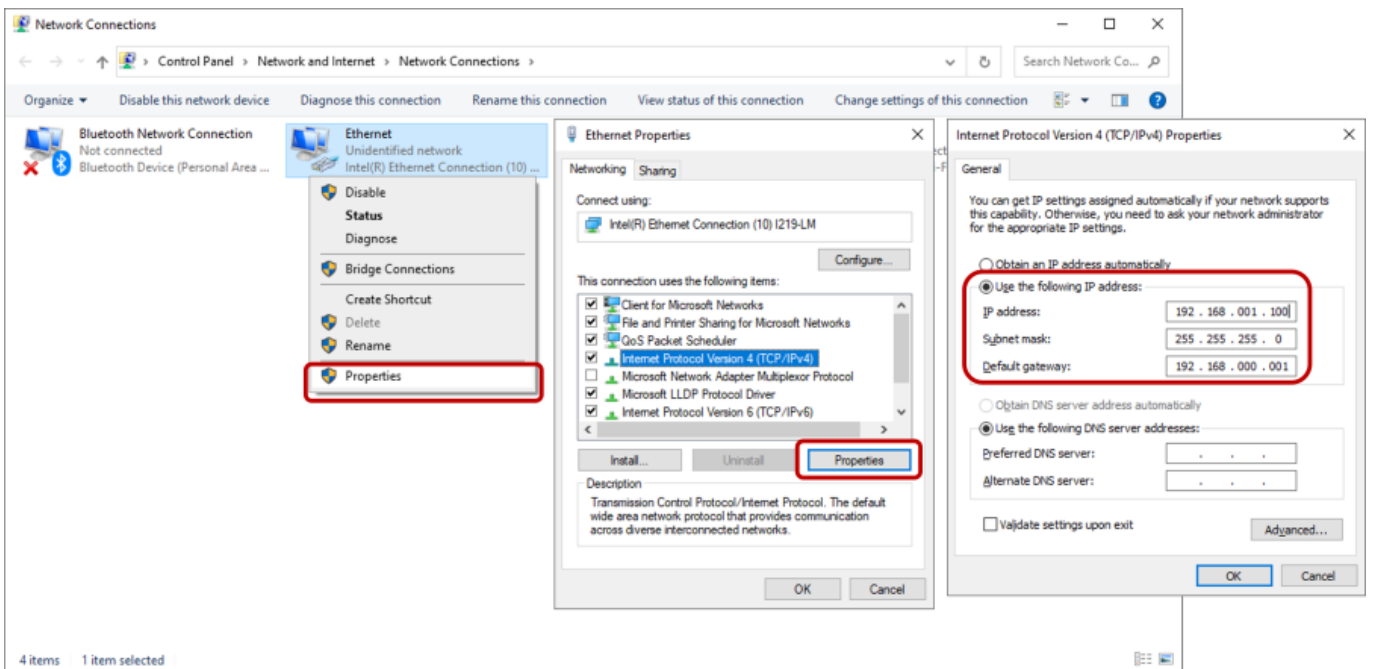 Network Connections
Control Panel › Network and Internet › Network Connections ›
Search Network Co...
Organize Disable this network device Diagnose this connection Rename this connection View status of this connection Change settings of this connection
Bluetooth Network Connection
Not connected
Bluetooth Device (Personal Area ...
Ethernet
Unidentified network
Intel(R) Ethernet Connection (10) ...
Disable
Status
Diagnose
Bridge Connections
Create Shortcut
Delete
Rename
Properties
Ethernet Properties
Networking Sharing
Connect using:
Intel(R) Ethernet Connection (10) I219-LM
Configure...
This connection uses the following items:
Client for Microsoft Networks
File and Printer Sharing for Microsoft Networks
QoS Packet Scheduler
Internet Protocol Version 4 (TCP/IPv4)
Microsoft Network Adapter Multiplexor Protocol
Microsoft LLDP Protocol Driver
Internet Protocol Version 6 (TCP/IPv6)
Install... Uninstall Properties
Description
Transmission Control Protocol/Internet Protocol. The default
wide area network protocol that provides communication
across diverse interconnected networks.
OK Cancel
Internet Protocol Version 4 (TCP/IPv4) Properties
General
You can get IP settings assigned automatically if your network supports
this capability. Otherwise, you need to ask your network administrator
for the appropriate IP settings.
Obtain an IP address automatically
Use the following IP address:
IP address: 192 . 168 . 001 . 100
Subnet mask: 255 . 255 . 255 . 0
Default gateway: 192 . 168 . 000 . 001
Obtain DNS server address automatically
Use the following DNS server addresses:
Preferred DNS server: . . .
Alternate DNS server: . . .
Validate settings upon exit
Advanced...
OK Cancel
4 items 1 item selected